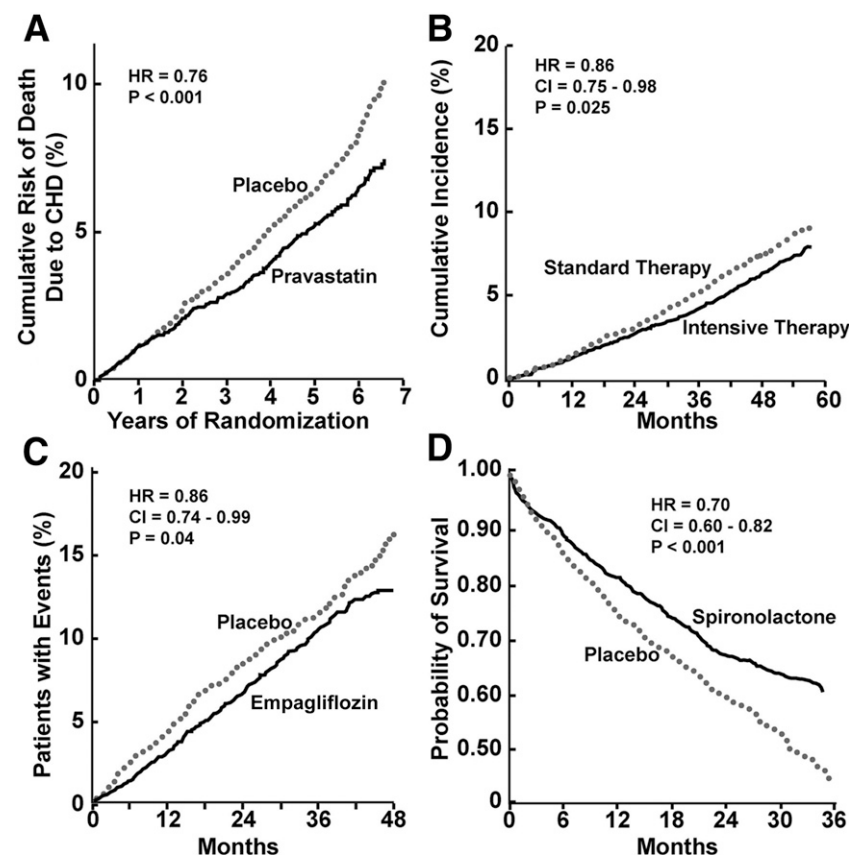 A
Cumulative Risk of Death
Due to CHD (%)
10
5
0
HR = 0.76
P < 0.001
Placebo
Pravastatin
0 1 2 3 4 5 6 7
Years of Randomization
B
Cumulative Incidence (%)
20
15
10
5
0
HR = 0.86
CI = 0.75 - 0.98
P = 0.025
Standard Therapy
Intensive Therapy
0 12 24 36 48 60
Months
C
Patients with Events (%)
20
15
10
5
0
HR = 0.86
CI = 0.74 - 0.99
P = 0.04
Placebo
Empagliflozin
0 12 24 36 48
Months
D
Probability of Survival
1.00
0.90
0.80
0.70
0.60
0.50
0
HR = 0.70
CI = 0.60 - 0.82
P < 0.001
Spironolactone
Placebo
0 6 12 18 24 30 36
Months